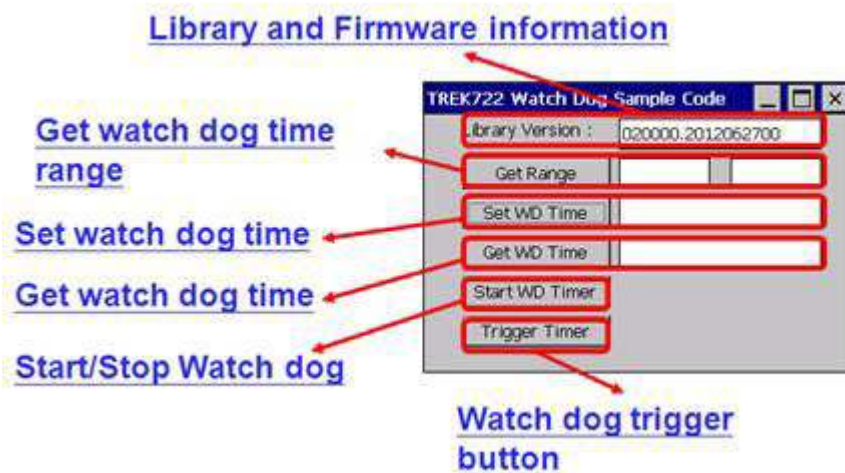 Library and Firmware information
TREK722 Watch Dog Sample Code
Library Version :
020000.2012062700
Get watch dog time
range
Get Range
Set watch dog time
Set WD Time
Get watch dog time
Get WD Time
Start/Stop Watch dog
Start WD Timer
Trigger Timer
Watch dog trigger
button